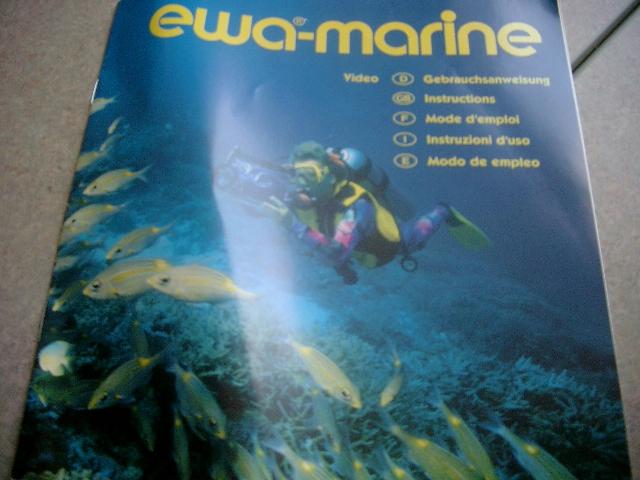 ewa®-marine
Video D Gebrauchsanweisung
GB Instructions
F Mode d'emploi
I Instruzioni d'uso
E Modo de empleo